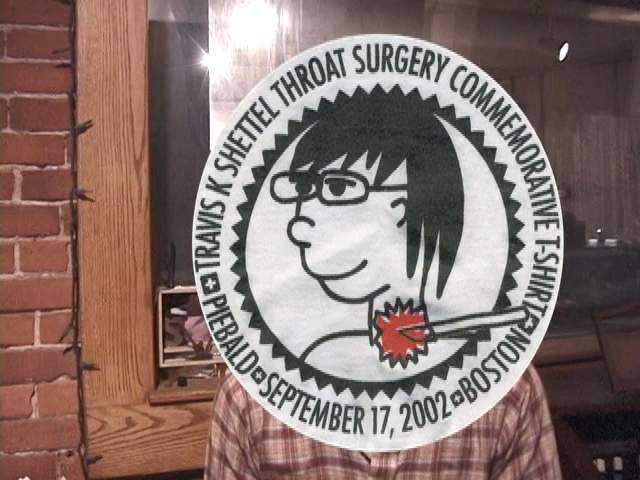 TRAVIS K SHETTEL THROAT SURGERY COMMEMORATIVE T-SHIRT
PIEBALD SEPTEMBER 17, 2002 BOSTON